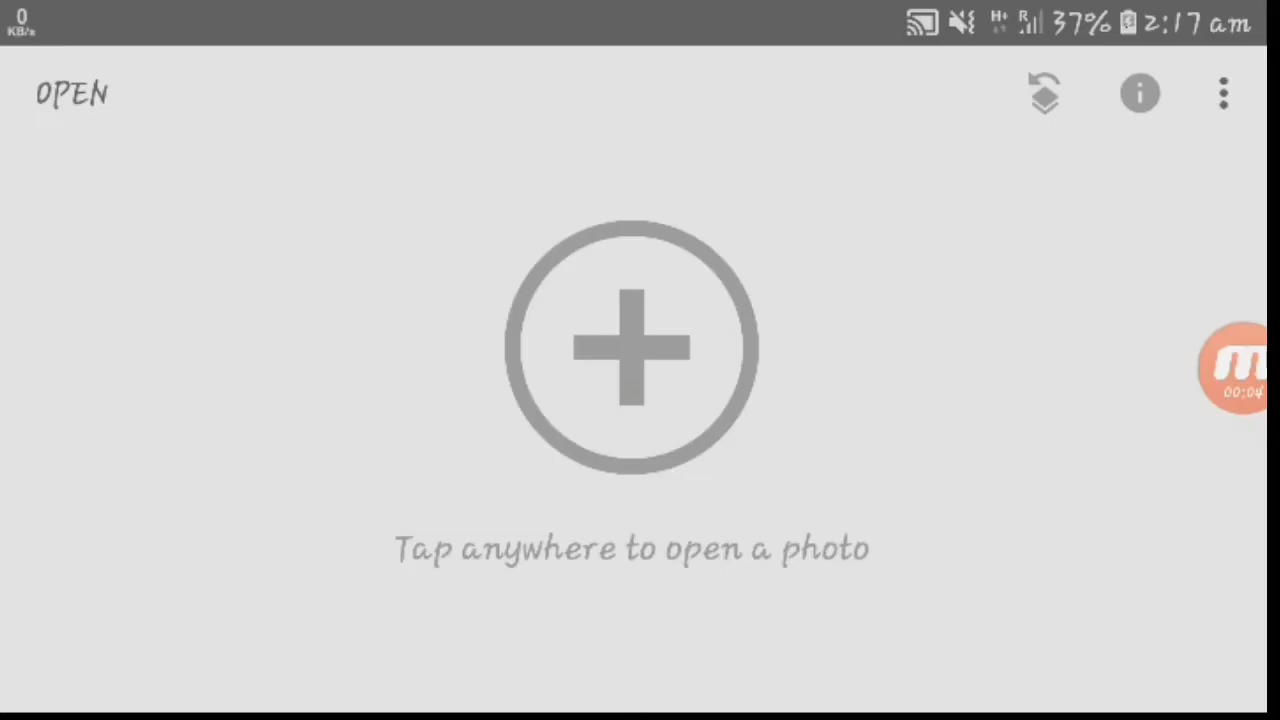 0
KB/s
H+ R 37% 2:17 am
OPEN
i
m
00:04
Tap anywhere to open a photo